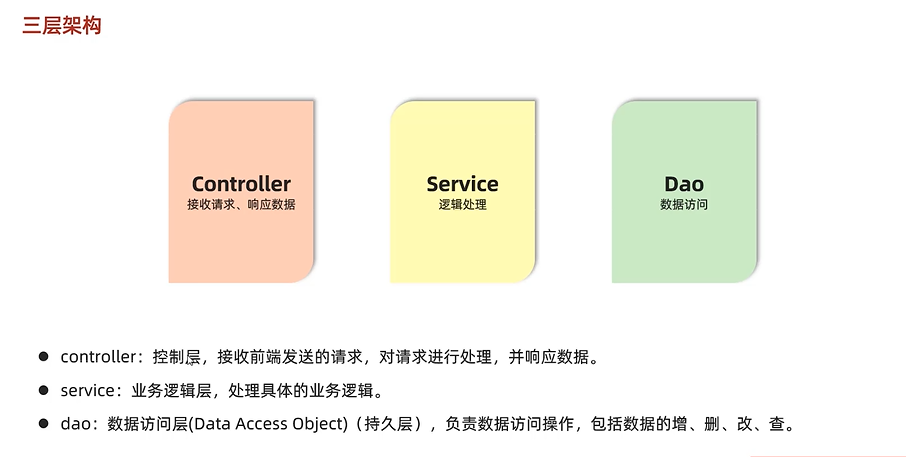 三层架构
Controller
接收请求、响应数据
Service
逻辑处理
Dao
数据访问
controller：控制层，接收前端发送的请求，对请求进行处理，并响应数据。
service：业务逻辑层，处理具体的业务逻辑。
dao：数据访问层(Data Access Object)（持久层），负责数据访问操作，包括数据的增、删、改、查。